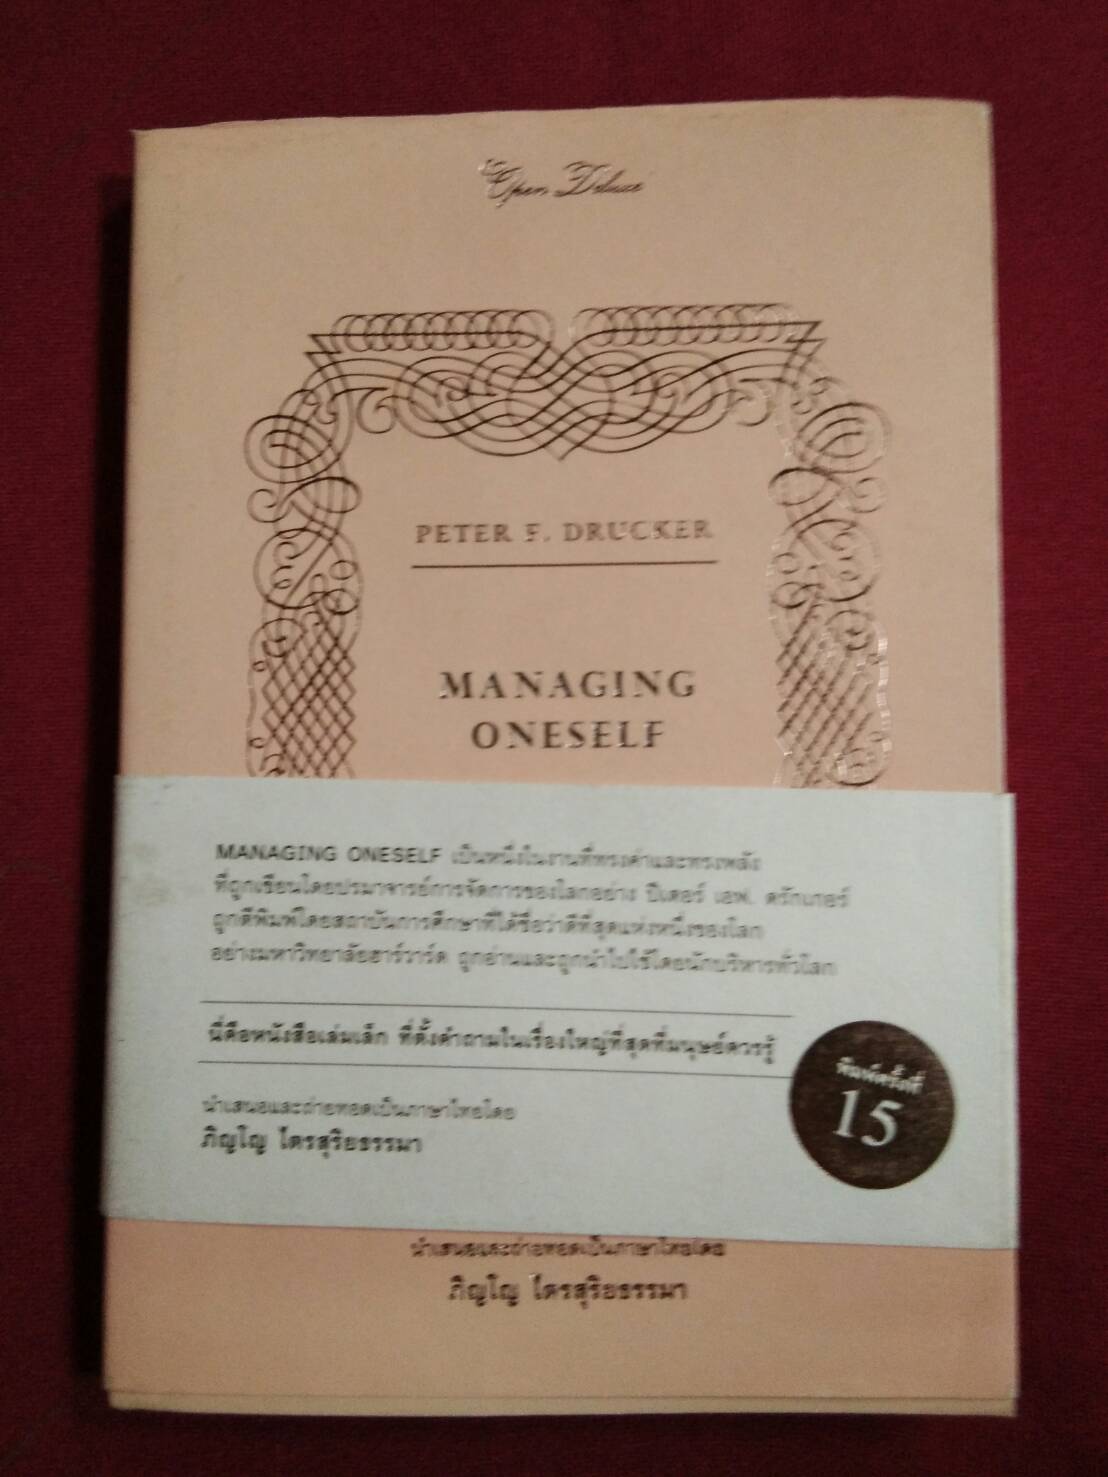 Open Deluxe
PETER F. DRUCKER
MANAGING
ONESELF
MANAGING ONESELF เป็นหนึ่งในงานที่ทรงค่าและทรงพลัง
ที่ถูกเขียนโดยปรมาจารย์การจัดการของโลกอย่าง ปีเตอร์ เอฟ. ดรักเกอร์
ถูกตีพิมพ์โดยสถาบันการศึกษาที่ได้ชื่อว่าดีที่สุดแห่งหนึ่งของโลก
อย่างมหาวิทยาลัยฮาร์วาร์ด ถูกอ่านและถูกนำไปใช้โดยนักบริหารทั่วโลก
นี่คือหนังสือเล่มเล็ก ที่ตั้งคำถามในเรื่องใหญ่ที่สุดที่มนุษย์ควรรู้
พิมพ์ครั้งที่
15
นำเสนอและถ่ายทอดเป็นภาษาไทยโดย
ภิญโญ ไตรสุริยธรรมา
นำเสนอและถ่ายทอดเป็นภาษาไทยโดย
ภิญโญ ไตรสุริยธรรมา